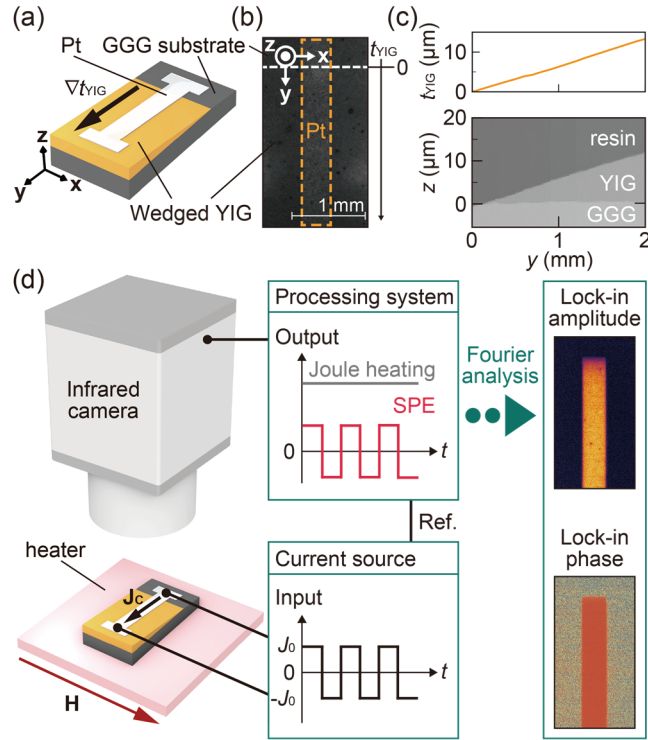 (a)
Pt
GGG substrate
∇tYIG
z
y
x
Wedged YIG
(b)
z
x
y
tYIG
0
Pt
1 mm
(c)
tYIG (μm)
10
0
z (μm)
20
10
0
resin
YIG
GGG
0
1
2
y (mm)
(d)
Infrared
camera
heater
JC
H
Processing system
Output
Joule heating
SPE
0
t
Ref.
Current source
Input
J0
0
-J0
t
Fourier
analysis
Lock-in
amplitude
Lock-in
phase